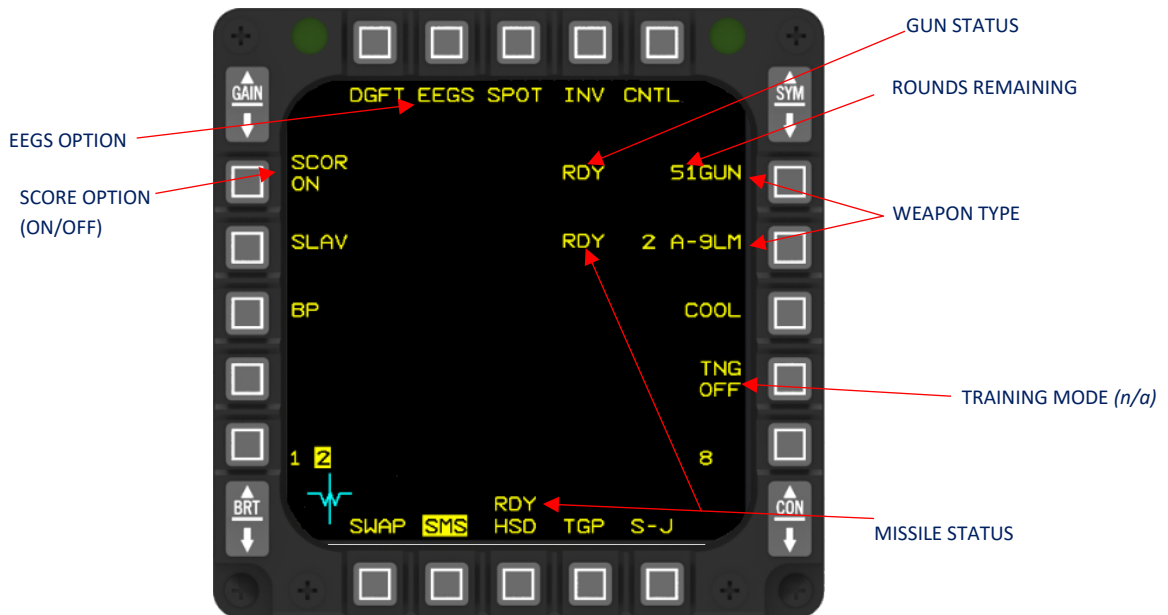 GUN STATUS
DGFT EEGS SPOT INV CNTL
GAIN
SYM
ROUNDS REMAINING
EEGS OPTION
SCOR
ON
RDY
51GUN
SCORE OPTION
(ON/OFF)
WEAPON TYPE
SLAV
RDY
2 A-9LM
BP
COOL
TNG
OFF
TRAINING MODE (n/a)
1 2
8
BRT
CON
RDY
SWAP SMS HSD TGP S-J
MISSILE STATUS